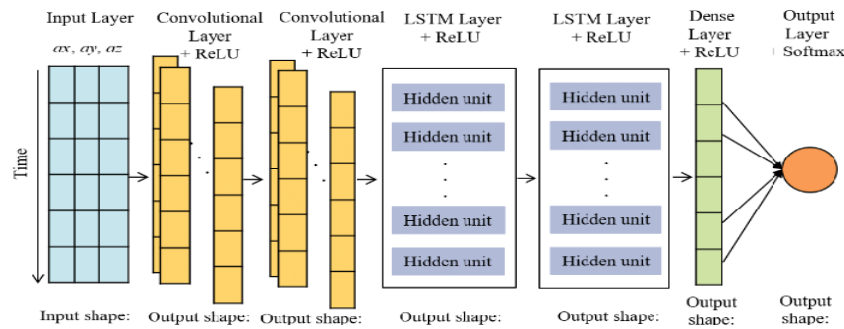 Input Layer
ax, ay, az
Time
Input shape:
Convolutional
Layer
+ ReLU
Output shape:
Convolutional
Layer
+ ReLU
Output shape:
LSTM Layer
+ ReLU
Hidden unit
Hidden unit
Hidden unit
Hidden unit
Output shape:
LSTM Layer
+ ReLU
Hidden unit
Hidden unit
Hidden unit
Hidden unit
Output shape:
Dense
Layer
+ ReLU
Output
shape:
Output
Layer
+ Softmax
Output
shape: